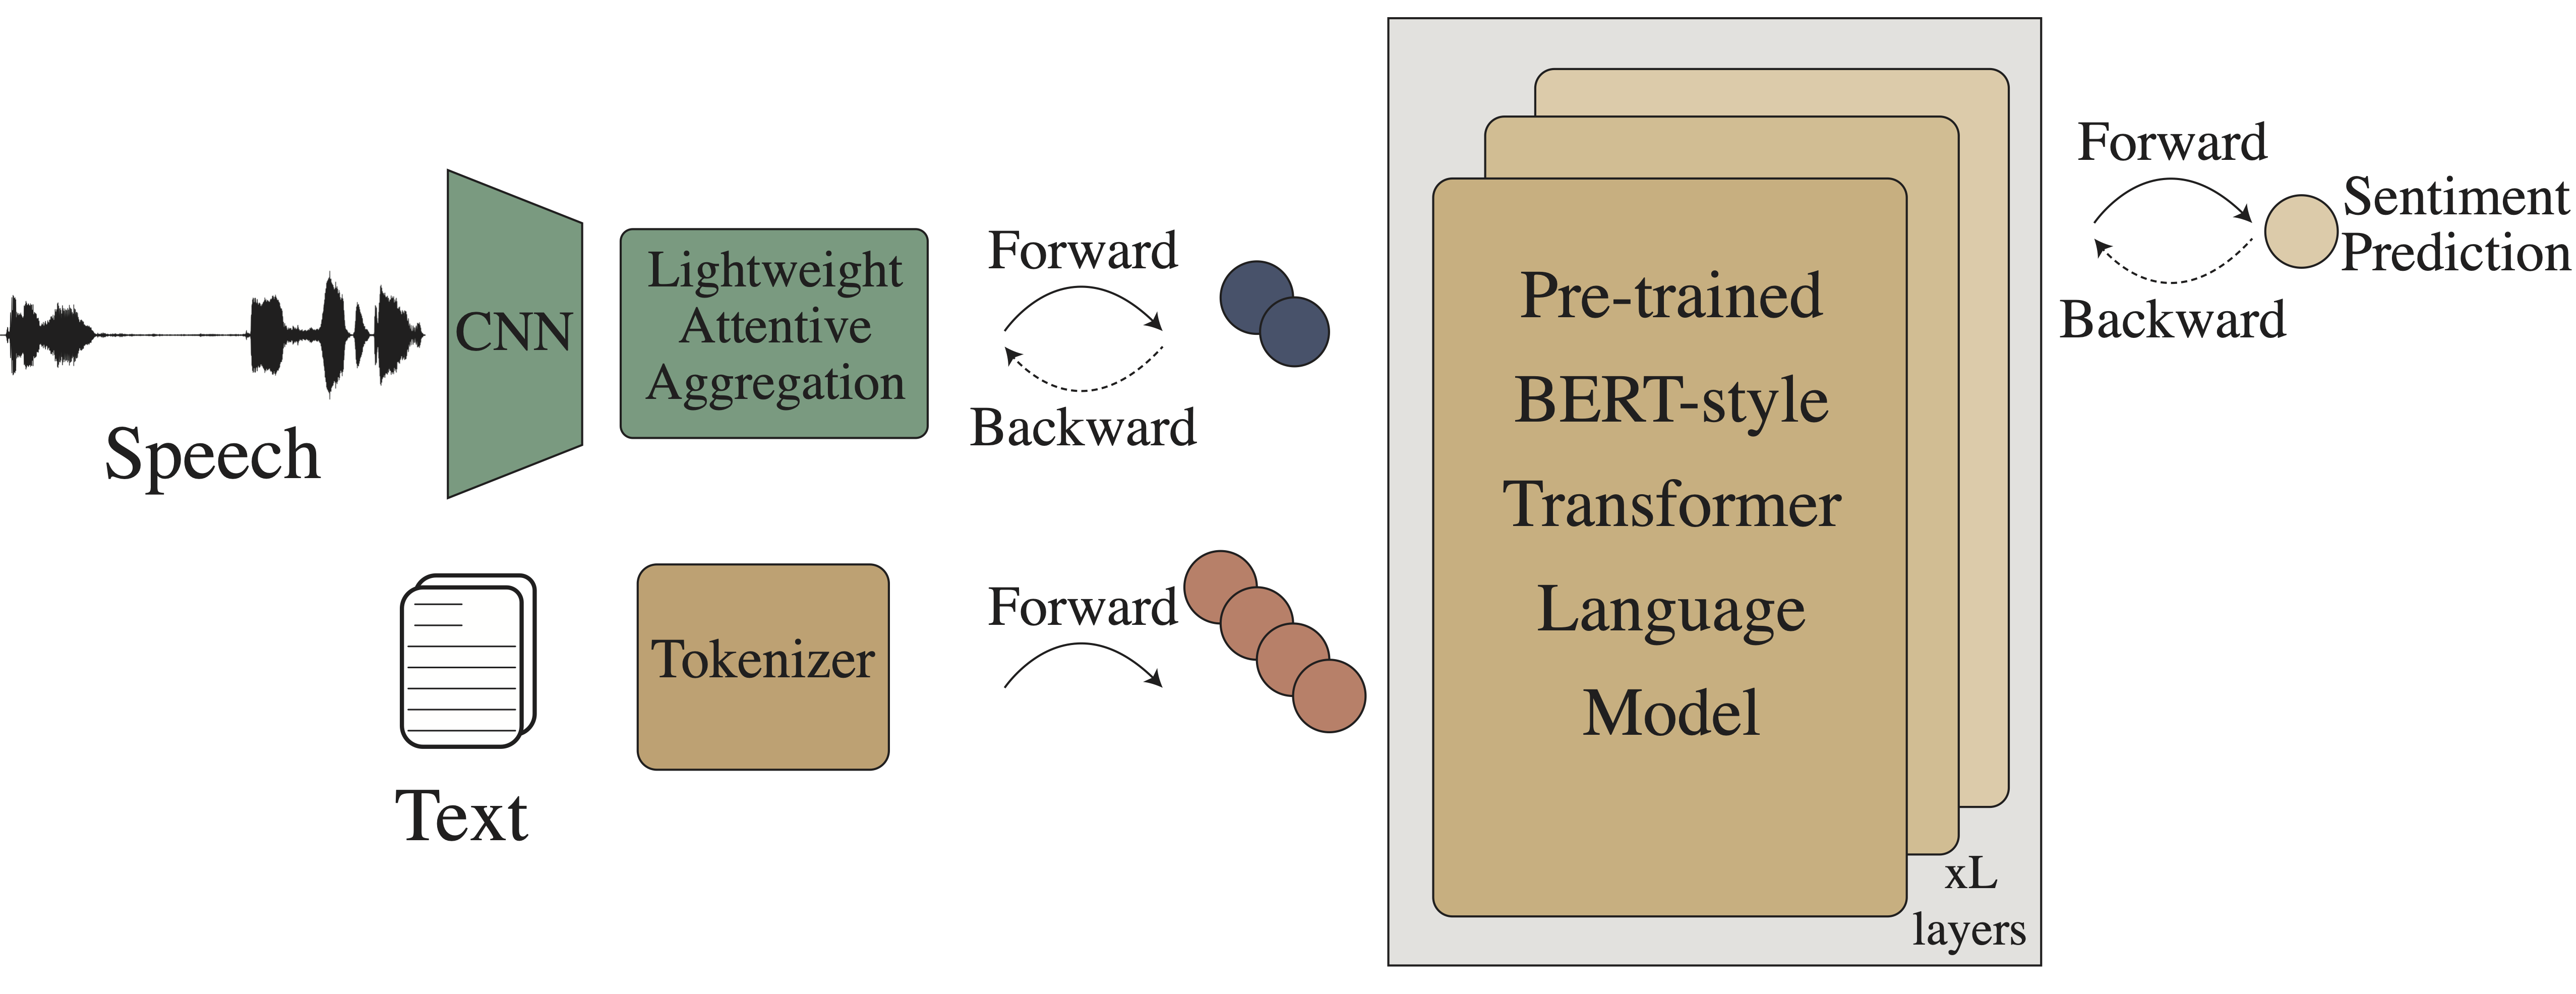 Speech
CNN
Lightweight
Attentive
Aggregation
Forward
Backward
Text
Tokenizer
Forward
Pre-trained
BERT-style
Transformer
Language
Model
xL
layers
Forward
Backward
Sentiment
Prediction